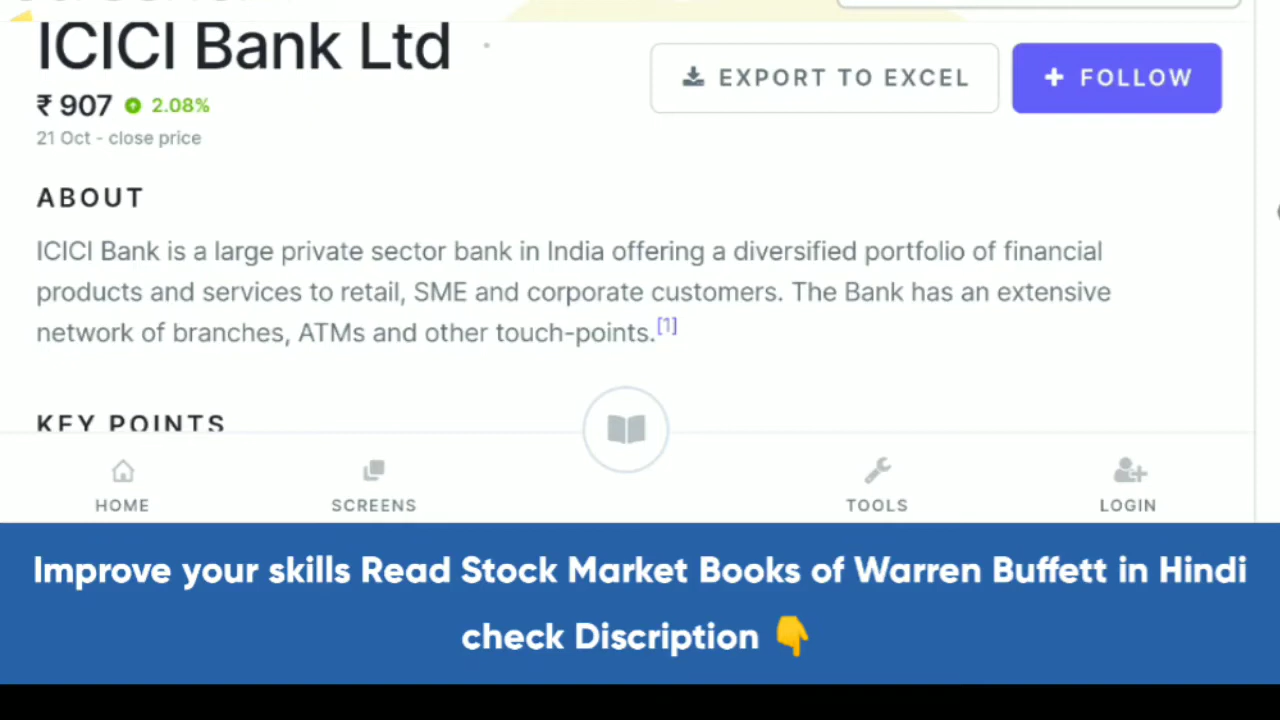 ICICI Bank Ltd
₹ 907 2.08%
21 Oct - close price
EXPORT TO EXCEL
+ FOLLOW
ABOUT
ICICI Bank is a large private sector bank in India offering a diversified portfolio of financial
products and services to retail, SME and corporate customers. The Bank has an extensive
network of branches, ATMs and other touch-points.[1]
KEY POINTS
HOME
SCREENS
TOOLS
LOGIN
Improve your skills Read Stock Market Books of Warren Buffett in Hindi
check Discription 👇